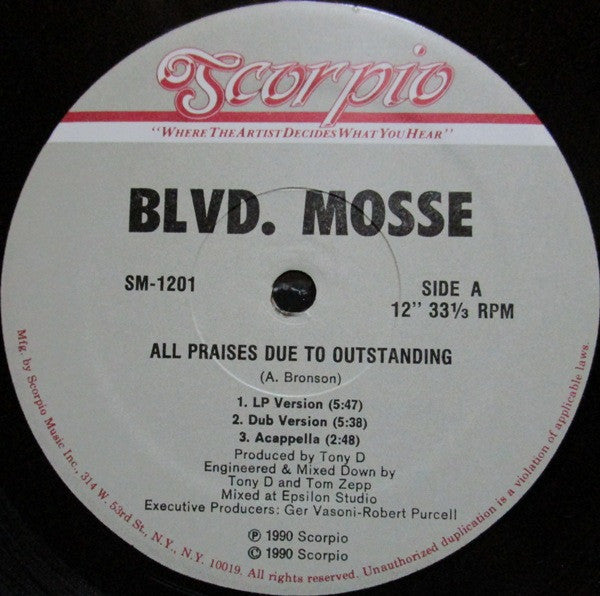 Scorpio
"WHERE THE ARTIST DECIDES WHAT YOU HEAR"
BLVD. MOSSE
SM-1201
SIDE A
12" 33⅓ RPM
ALL PRAISES DUE TO OUTSTANDING
(A. Bronson)
1. LP Version (5:47)
2. Dub Version (5:38)
3. Acappella (2:48)
Produced by Tony D
Engineered & Mixed Down by
Tony D and Tom Zepp
Mixed at Epsilon Studio
Executive Producers: Ger Vasoni-Robert Purcell
℗ 1990 Scorpio
© 1990 Scorpio
Mfg. by Scorpio Music Inc., 314 W. 53rd St., N.Y., N.Y. 10019. All rights reserved. Unauthorized duplication is a violation of applicable laws.